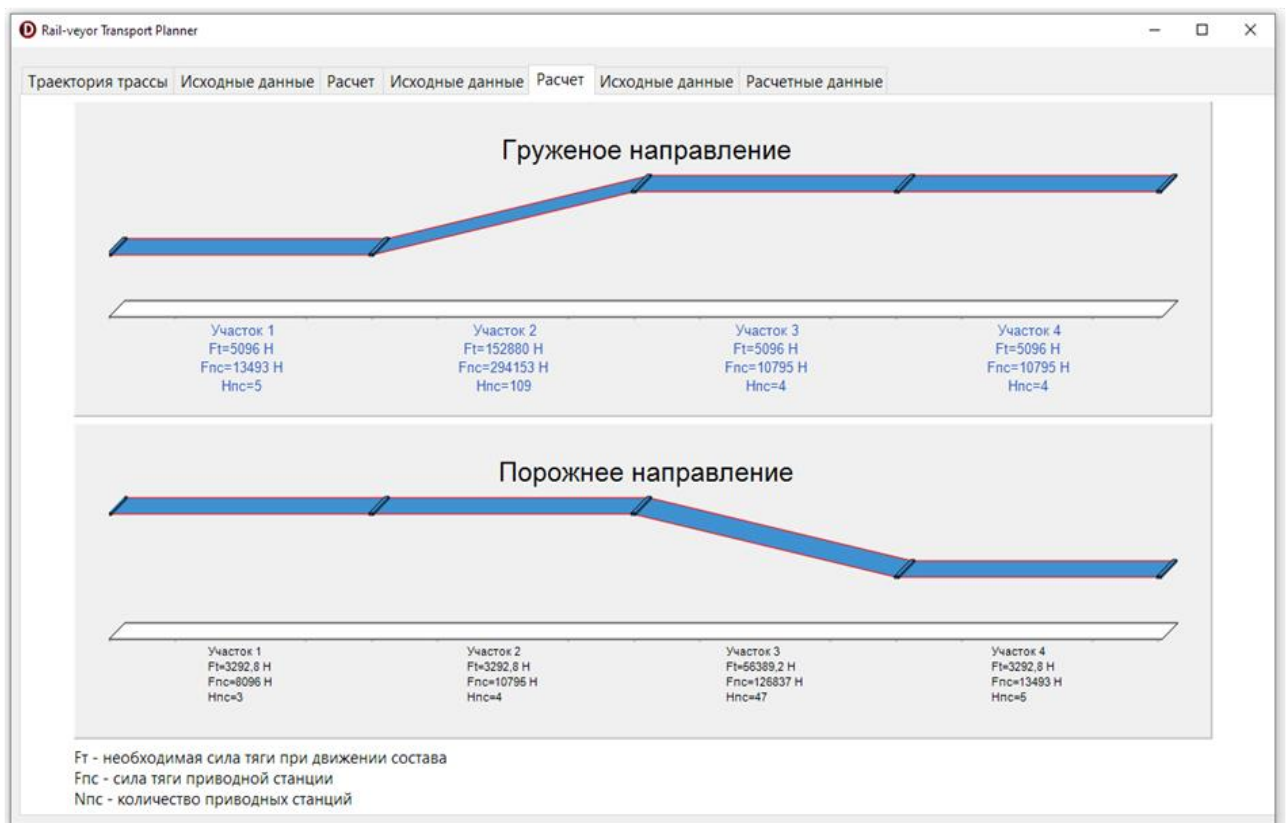 Rail-veyor Transport Planner
Траектория трассы Исходные данные Расчет Исходные данные Расчет Исходные данные Расчетные данные
Груженое направление
Участок 1 Участок 2 Участок 3 Участок 4
Ft=5096 Н Ft=152880 Н Ft=5096 Н Ft=5096 Н
Fпс=13493 Н Fпс=294153 Н Fпс=10795 Н Fпс=10795 Н
Нпс=5 Нпс=109 Нпс=4 Нпс=4
Порожнее направление
Участок 1 Участок 2 Участок 3 Участок 4
Ft=3292,8 Н Ft=3292,8 Н Ft=56389,2 Н Ft=3292,8 Н
Fпс=8096 Н Fпс=10795 Н Fпс=126837 Н Fпс=13493 Н
Нпс=3 Нпс=4 Нпс=47 Нпс=5
Fт - необходимая сила тяги при движении состава
Fпс - сила тяги приводной станции
Nпс - количество приводных станций